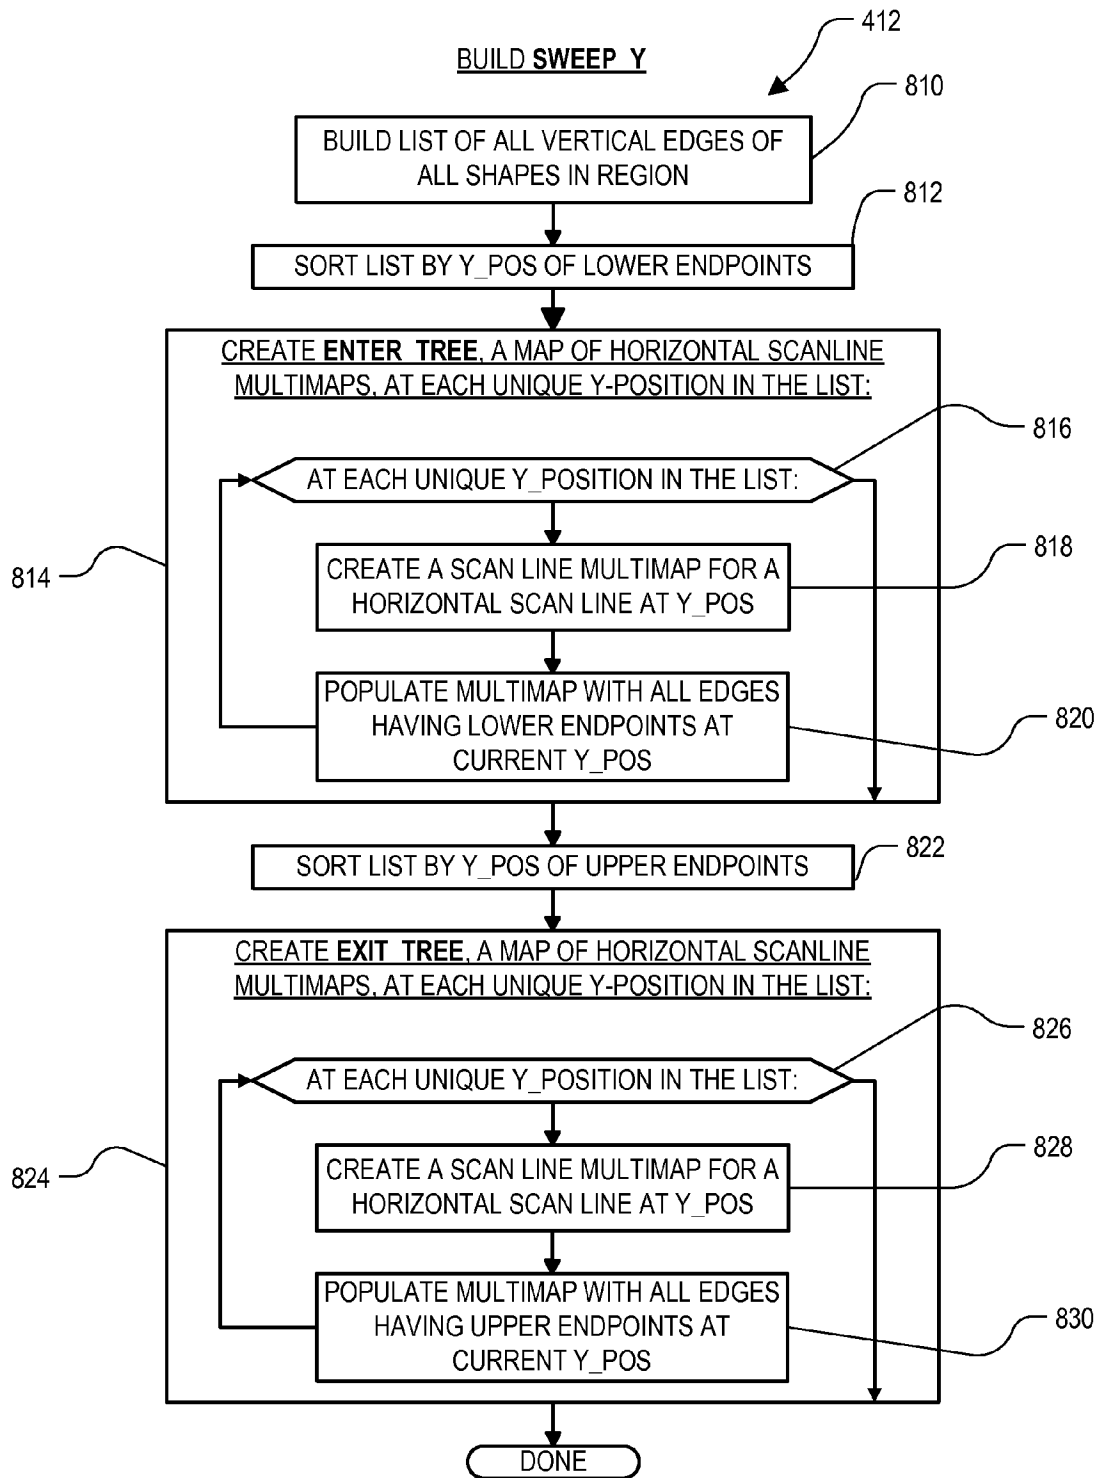 412
BUILD SWEEP_Y
810
BUILD LIST OF ALL VERTICAL EDGES OF
ALL SHAPES IN REGION
812
SORT LIST BY Y_POS OF LOWER ENDPOINTS
CREATE ENTER_TREE, A MAP OF HORIZONTAL SCANLINE
MULTIMAPS, AT EACH UNIQUE Y-POSITION IN THE LIST:
816
AT EACH UNIQUE Y_POSITION IN THE LIST:
818
CREATE A SCAN LINE MULTIMAP FOR A
HORIZONTAL SCAN LINE AT Y_POS
814
POPULATE MULTIMAP WITH ALL EDGES
HAVING LOWER ENDPOINTS AT
CURRENT Y_POS
820
822
SORT LIST BY Y_POS OF UPPER ENDPOINTS
CREATE EXIT_TREE, A MAP OF HORIZONTAL SCANLINE
MULTIMAPS, AT EACH UNIQUE Y-POSITION IN THE LIST:
826
AT EACH UNIQUE Y_POSITION IN THE LIST:
828
CREATE A SCAN LINE MULTIMAP FOR A
HORIZONTAL SCAN LINE AT Y_POS
824
POPULATE MULTIMAP WITH ALL EDGES
HAVING UPPER ENDPOINTS AT
CURRENT Y_POS
830
DONE